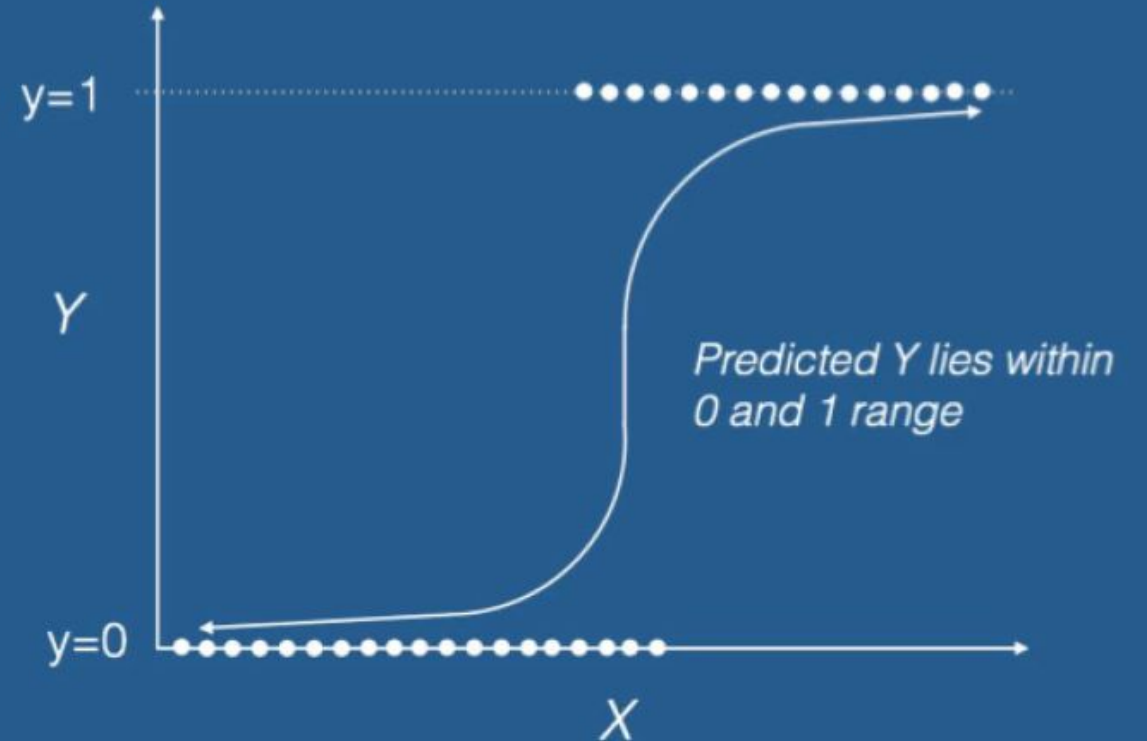 y=1
Y
Predicted Y lies within
0 and 1 range
y=0
X